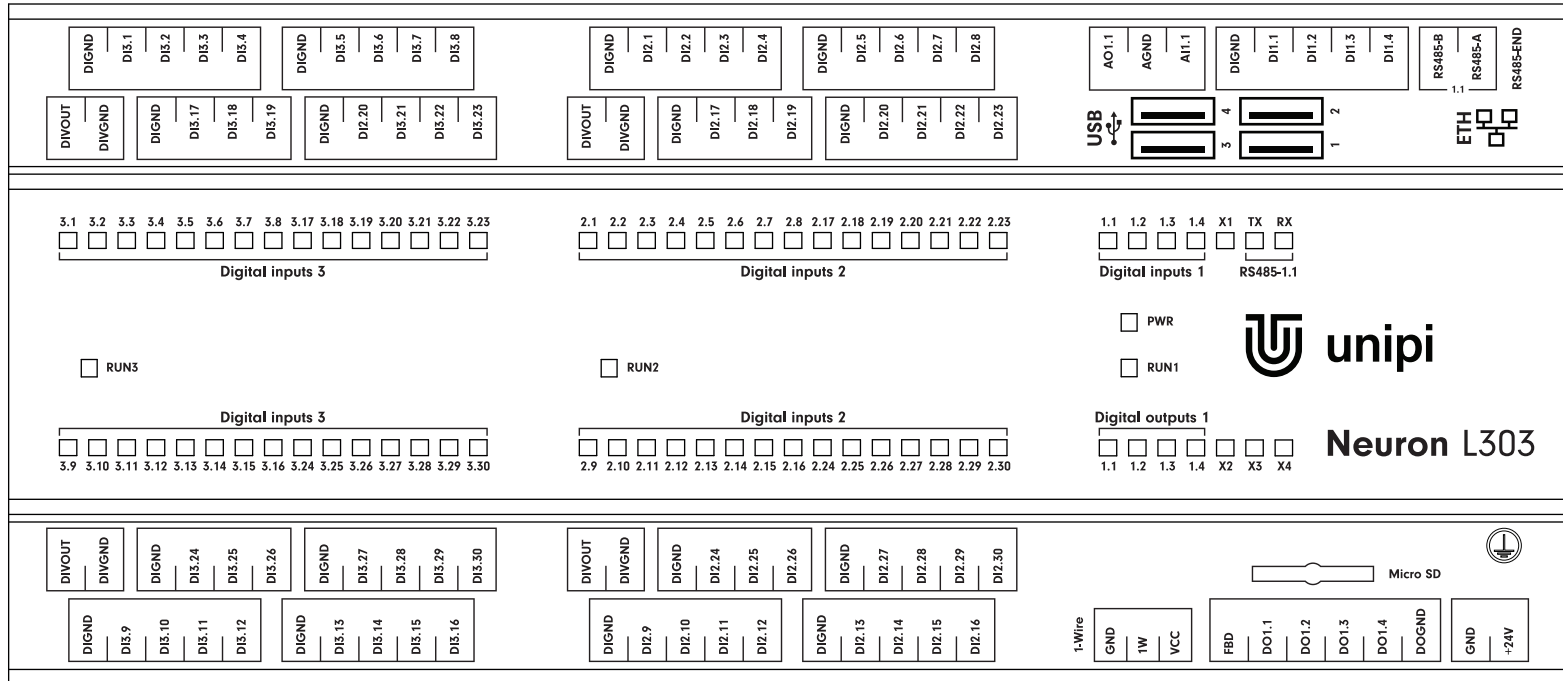 DIGND DI3.1 DI3.2 DI3.3 DI3.4 DIGND DI3.5 DI3.6 DI3.7 DI3.8 DIGND DI2.1 DI2.2 DI2.3 DI2.4 DIGND DI2.5 DI2.6 DI2.7 DI2.8 AO1.1 AGND AI1.1 DIGND DI1.1 DI1.2 DI1.3 DI1.4 RS485-B RS485-A RS485-END
1.1
DIVOUT DIVGND DIGND DI3.17 DI3.18 DI3.19 DIGND DI2.20 DI3.21 DI3.22 DI3.23 DIVOUT DIVGND DIGND DI2.17 DI2.18 DI2.19 DIGND DI2.20 DI2.21 DI2.22 DI2.23 USB 4 2 ETH
3 1
3.1 3.2 3.3 3.4 3.5 3.6 3.7 3.8 3.17 3.18 3.19 3.20 3.21 3.22 3.23 2.1 2.2 2.3 2.4 2.5 2.6 2.7 2.8 2.17 2.18 2.19 2.20 2.21 2.22 2.23 1.1 1.2 1.3 1.4 X1 TX RX
Digital inputs 3 Digital inputs 2 Digital inputs 1 RS485-1.1
PWR
unipi
RUN3 RUN2 RUN1
Digital inputs 3 Digital inputs 2 Digital outputs 1
Neuron L303
3.9 3.10 3.11 3.12 3.13 3.14 3.15 3.16 3.24 3.25 3.26 3.27 3.28 3.29 3.30 2.9 2.10 2.11 2.12 2.13 2.14 2.15 2.16 2.24 2.25 2.26 2.27 2.28 2.29 2.30 1.1 1.2 1.3 1.4 X2 X3 X4
DIVOUT DIVGND DIGND DI3.24 DI3.25 DI3.26 DIGND DI3.27 DI3.28 DI3.29 DI3.30 DIVOUT DIVGND DIGND DI2.24 DI2.25 DI2.26 DIGND DI2.27 DI2.28 DI2.29 DI2.30
Micro SD
DIGND DI3.9 DI3.10 DI3.11 DI3.12 DIGND DI3.13 DI3.14 DI3.15 DI3.16 DIGND DI2.9 DI2.10 DI2.11 DI2.12 DIGND DI2.13 DI2.14 DI2.15 DI2.16 1-Wire GND 1W VCC FBD DO1.1 DO1.2 DO1.3 DO1.4 DOGND GND +24V